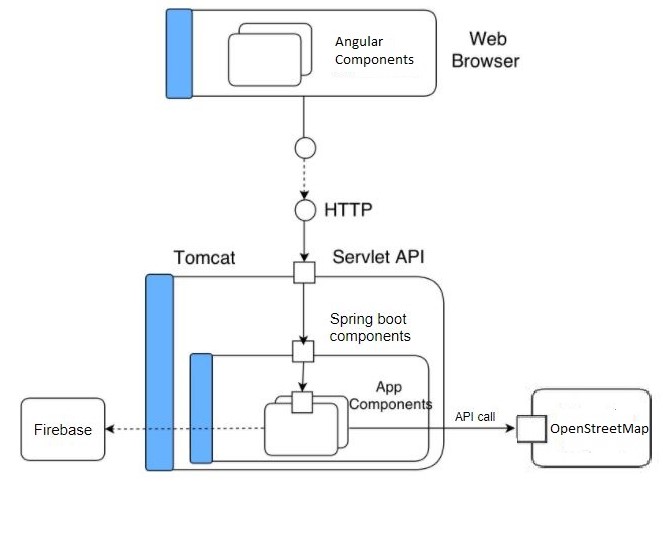 Angular
Components
Web
Browser
HTTP
Tomcat
Servlet API
Spring boot
components
App
Components
API call
Firebase
OpenStreetMap